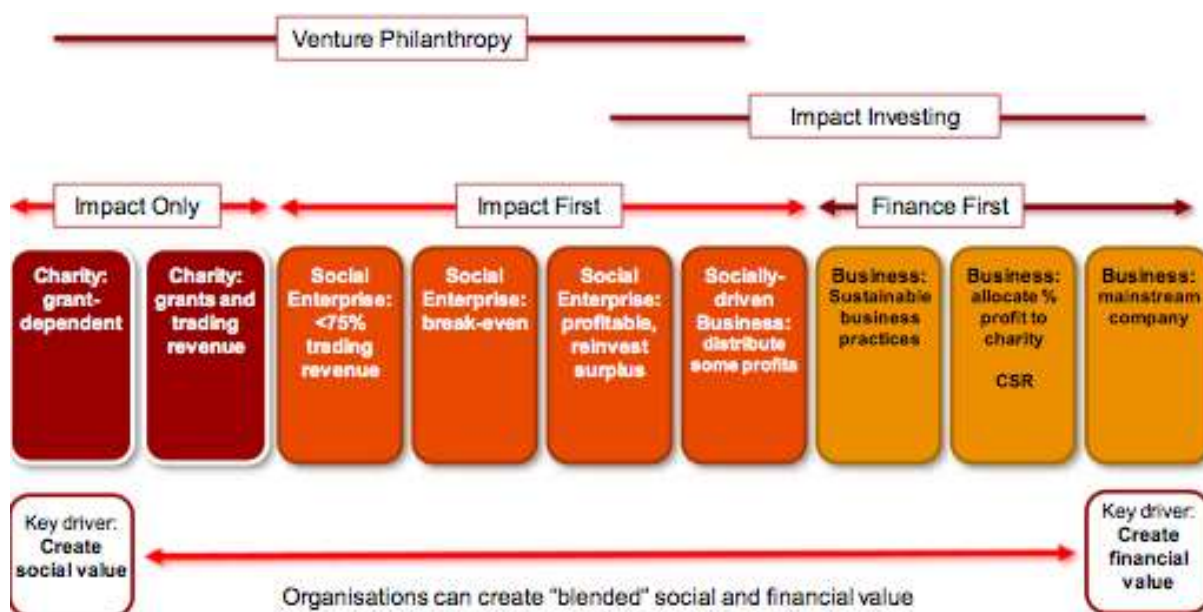 Venture Philanthropy
Impact Investing
Impact Only
Impact First
Finance First
Charity:
grant-
dependent
Charity:
grants and
trading
revenue
Social
Enterprise:
<75%
trading
revenue
Social
Enterprise:
break-even
Social
Enterprise:
profitable,
reinvest
surplus
Socially-
driven
Business:
distribute
some profits
Business:
Sustainable
business
practices
Business:
allocate %
profit to
charity
CSR
Business:
mainstream
company
Key driver:
Create
social value
Key driver:
Create
financial
value
Organisations can create "blended" social and financial value